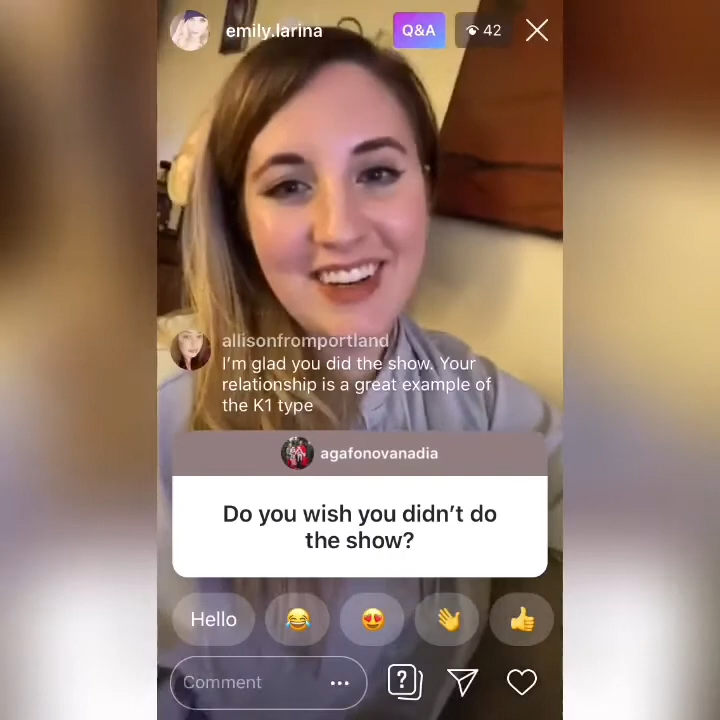 emily.larina
Q&A
42
allisonfromportland
I'm glad you did the show. Your
relationship is a great example of
the K1 type
agafonovanadia
Do you wish you didn't do
the show?
Hello
Comment